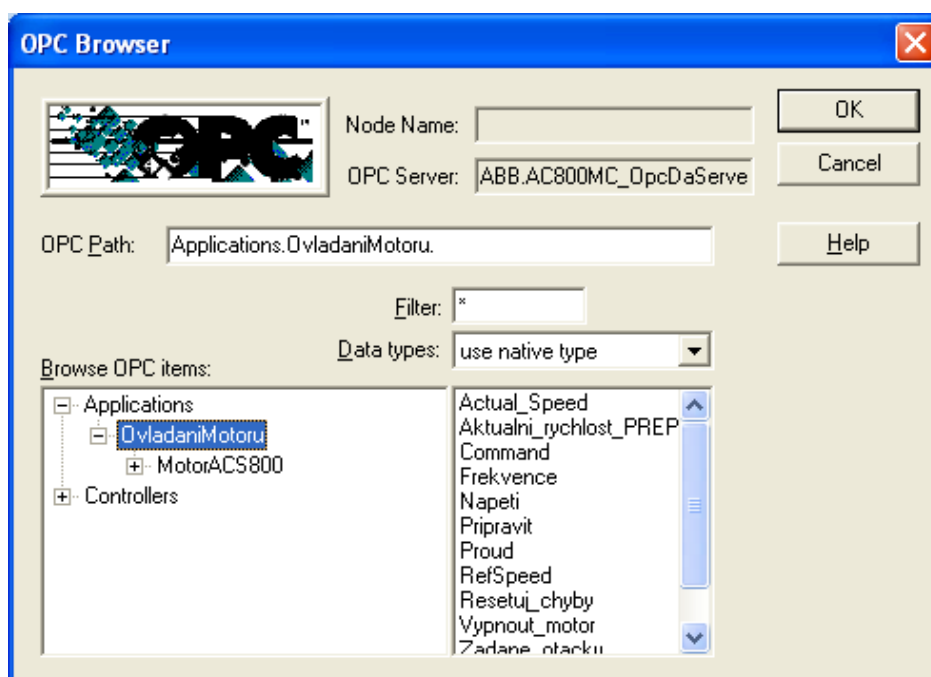 OPC Browser
OPC
Node Name:
OPC Server: ABB.AC800MC_OpcDaServe
OPC Path: Applications.OvladaniMotoru.
Filter: *
Data types: use native type
Browse OPC items:
Applications
OvladaniMotoru
MotorACS800
Controllers
Actual_Speed
Aktualni_rychlost_PREP
Command
Frekvence
Napeti
Pripravit
Proud
RefSpeed
Resetuj_chyby
Vypnout_motor
Zadane_otacku
OK
Cancel
Help